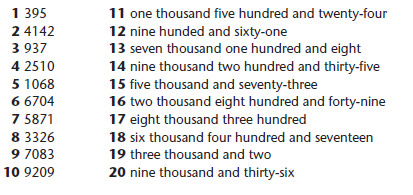 1 395
2 4142
3 937
4 2510
5 1068
6 6704
7 5871
8 3326
9 7083
10 9209
11 one thousand five hundred and twenty-four
12 nine hunded and sixty-one
13 seven thousand one hundred and eight
14 nine thousand two hundred and thirty-five
15 five thousand and seventy-three
16 two thousand eight hundred and forty-nine
17 eight thousand three hundred
18 six thousand four hundred and seventeen
19 three thousand and two
20 nine thousand and thirty-six